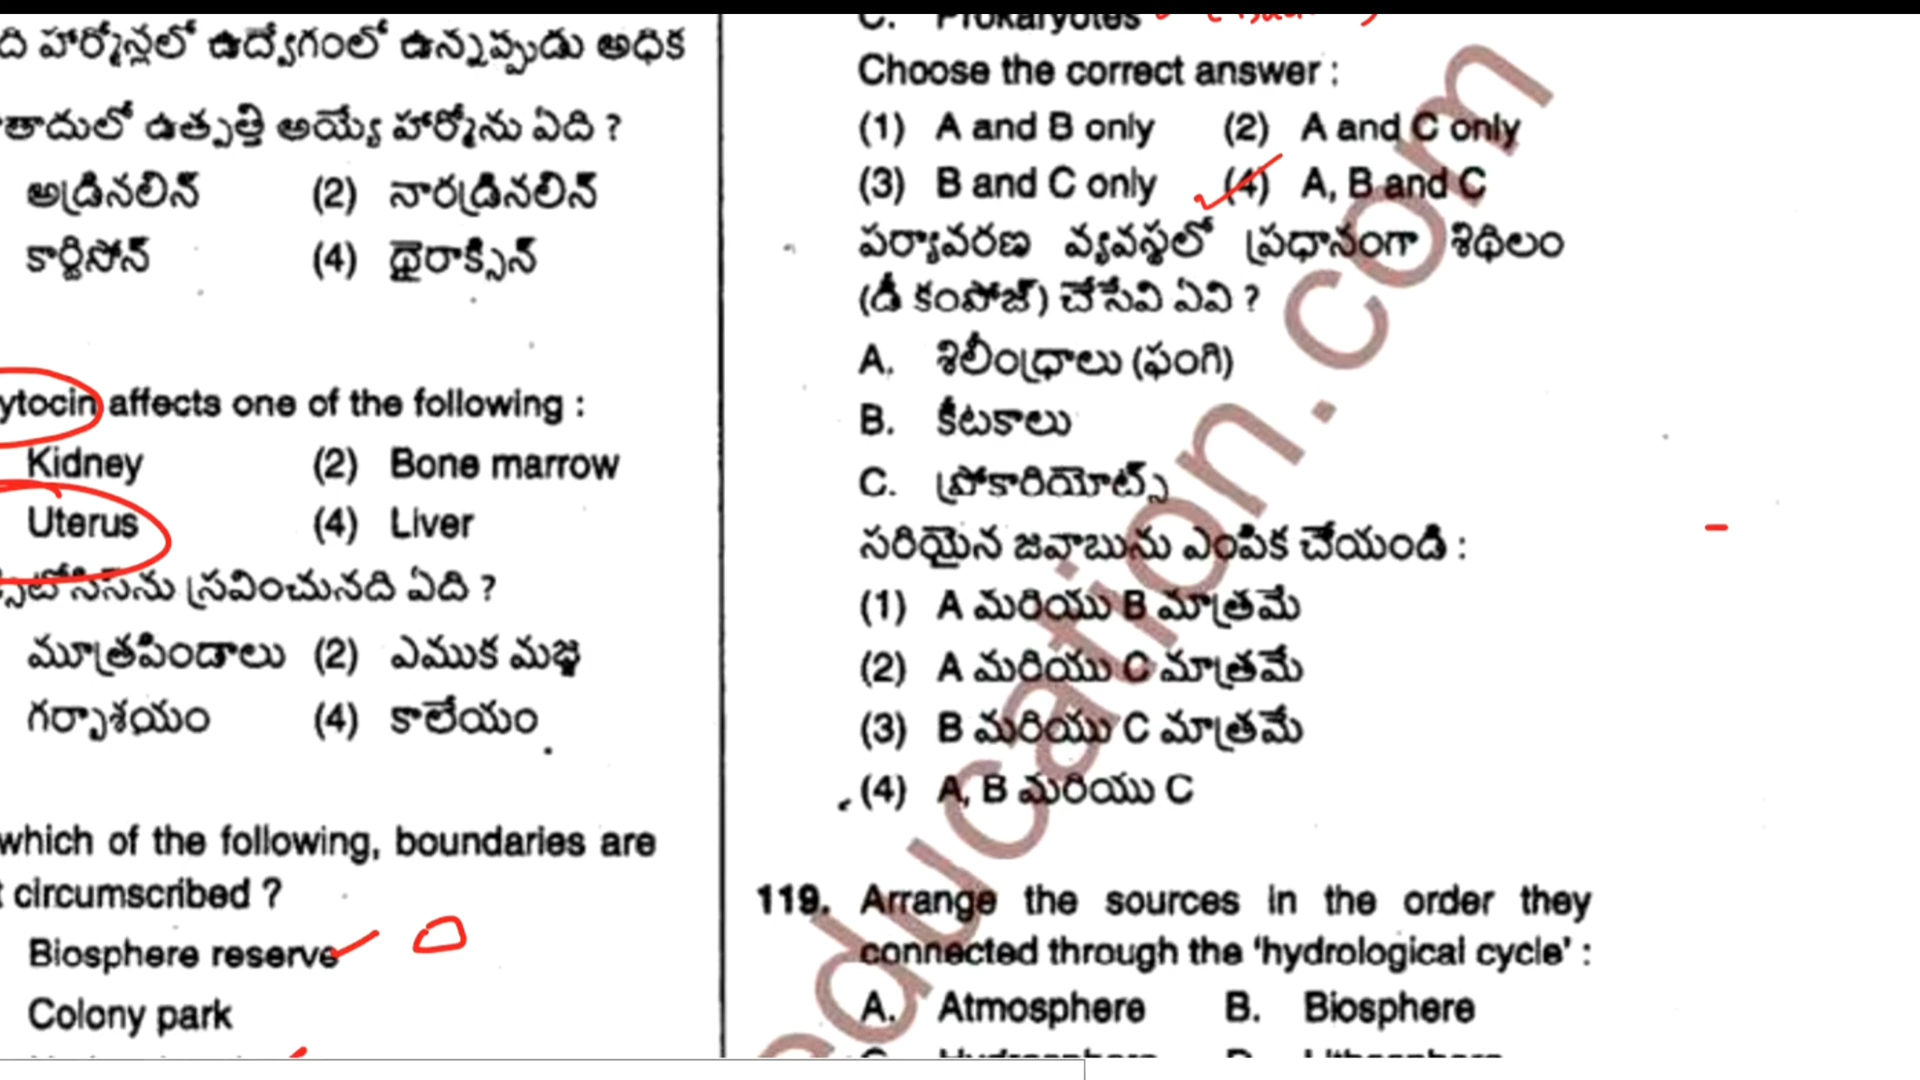 ది హార్మోన్లలో ఉద్వేగంలో ఉన్నప్పుడు అధిక
తాదులో ఉత్పత్తి అయ్యే హార్మోను ఏది ?
అడ్రినలిన్ (2) నారడ్రినలిన్
కార్టిసోన్ (4) థైరాక్సిన్
ytocin affects one of the following :
Kidney (2) Bone marrow
Uterus (4) Liver
క్సిటోసిన్‌ను స్రవించునది ఏది ?
మూత్రపిండాలు (2) ఎముక మజ్జ
గర్భాశయం (4) కాలేయం
which of the following, boundaries are
t circumscribed ?
Biosphere reserve
Colony park
C. Prokaryotes
Choose the correct answer :
(1) A and B only (2) A and C only
(3) B and C only (4) A, B and C
పర్యావరణ వ్యవస్థలో ప్రధానంగా శిథిలం
(డీ కంపోజ్) చేసేవి ఏవి ?
A. శిలీంధ్రాలు (ఫంగి)
B. కీటకాలు
C. ప్రోకారియోట్స్
సరియైన జవాబును ఎంపిక చేయండి :
(1) A మరియు B మాత్రమే
(2) A మరియు C మాత్రమే
(3) B మరియు C మాత్రమే
(4) A, B మరియు C
119. Arrange the sources in the order they
connected through the 'hydrological cycle' :
A. Atmosphere B. Biosphere
C. Hydrosphere D. Lithosphere
education.com